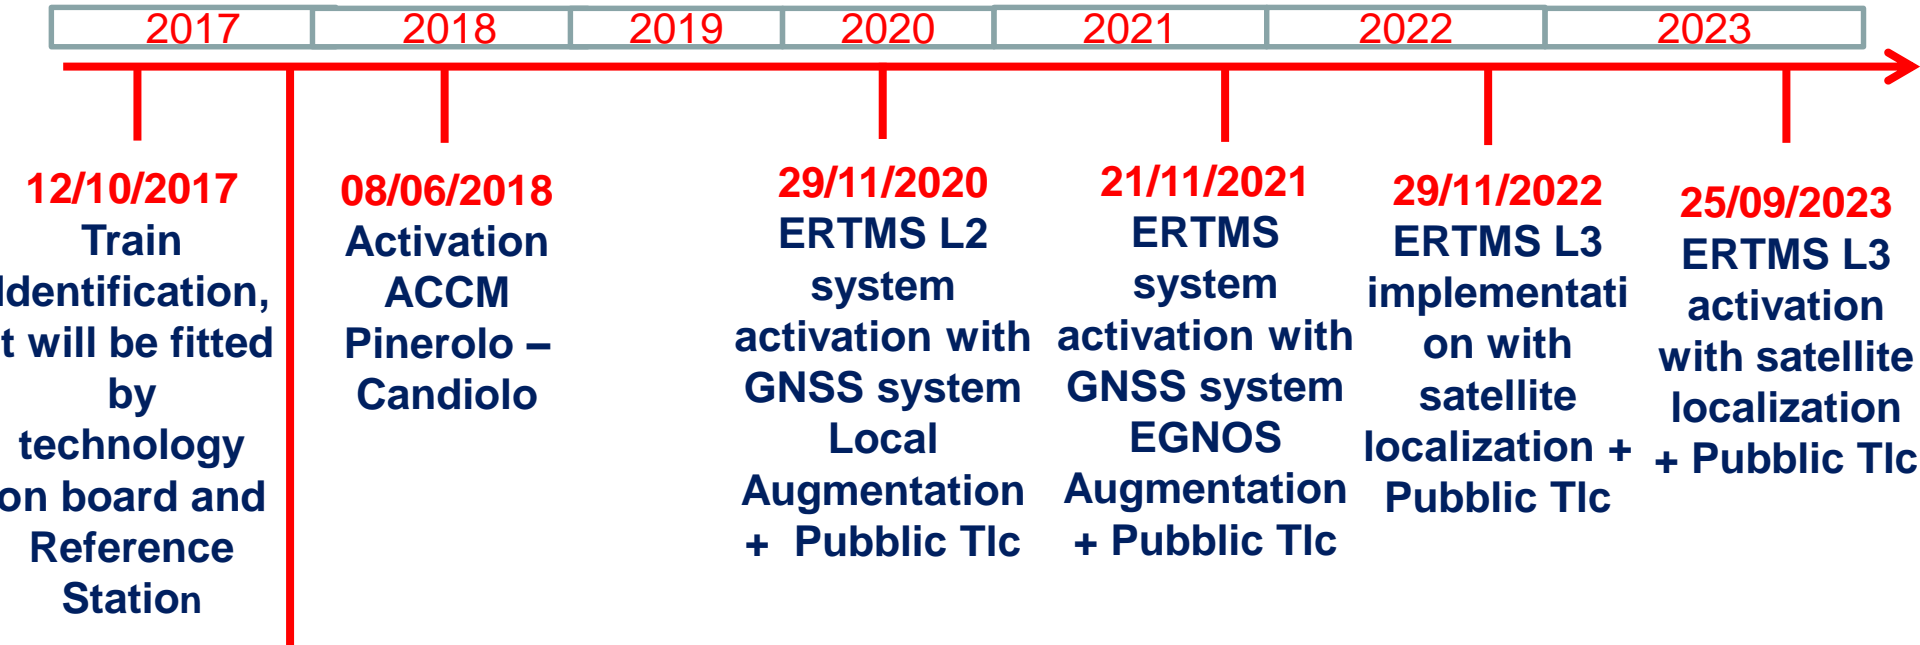 2017 2018 2019 2020 2021 2022 2023
12/10/2017
Train
Identification,
t will be fitted
by
technology
on board and
Reference
Station
08/06/2018
Activation
ACCM
Pinerolo –
Candiolo
29/11/2020
ERTMS L2
system
activation with
GNSS system
Local
Augmentation
+ Pubblic Tlc
21/11/2021
ERTMS
system
activation with
GNSS system
EGNOS
Augmentation
+ Pubblic Tlc
29/11/2022
ERTMS L3
implementati
on with
satellite
localization +
Pubblic Tlc
25/09/2023
ERTMS L3
activation
with satellite
localization
+ Pubblic Tlc